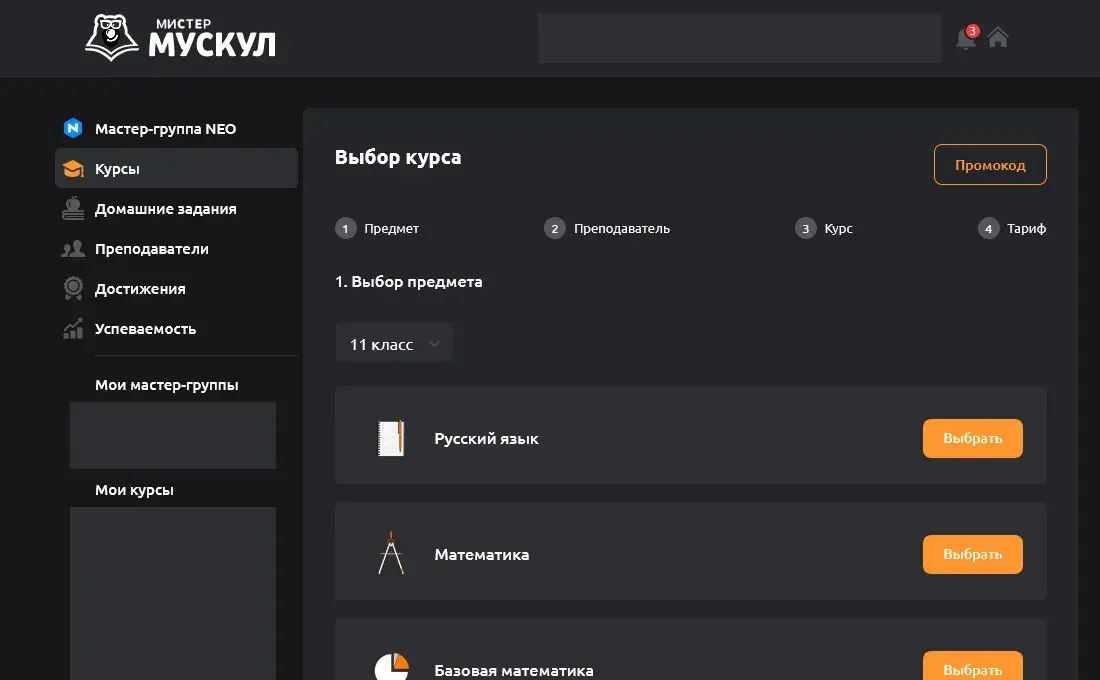 МИСТЕР
МУСКУЛ
3
Мастер-группа NEO
Курсы
Домашние задания
Преподаватели
Достижения
Успеваемость
Мои мастер-группы
Мои курсы
Выбор курса
Промокод
1 Предмет
2 Преподаватель
3 Курс
4 Тариф
1. Выбор предмета
11 класс
Русский язык
Выбрать
Математика
Выбрать
Базовая математика
Выбрать